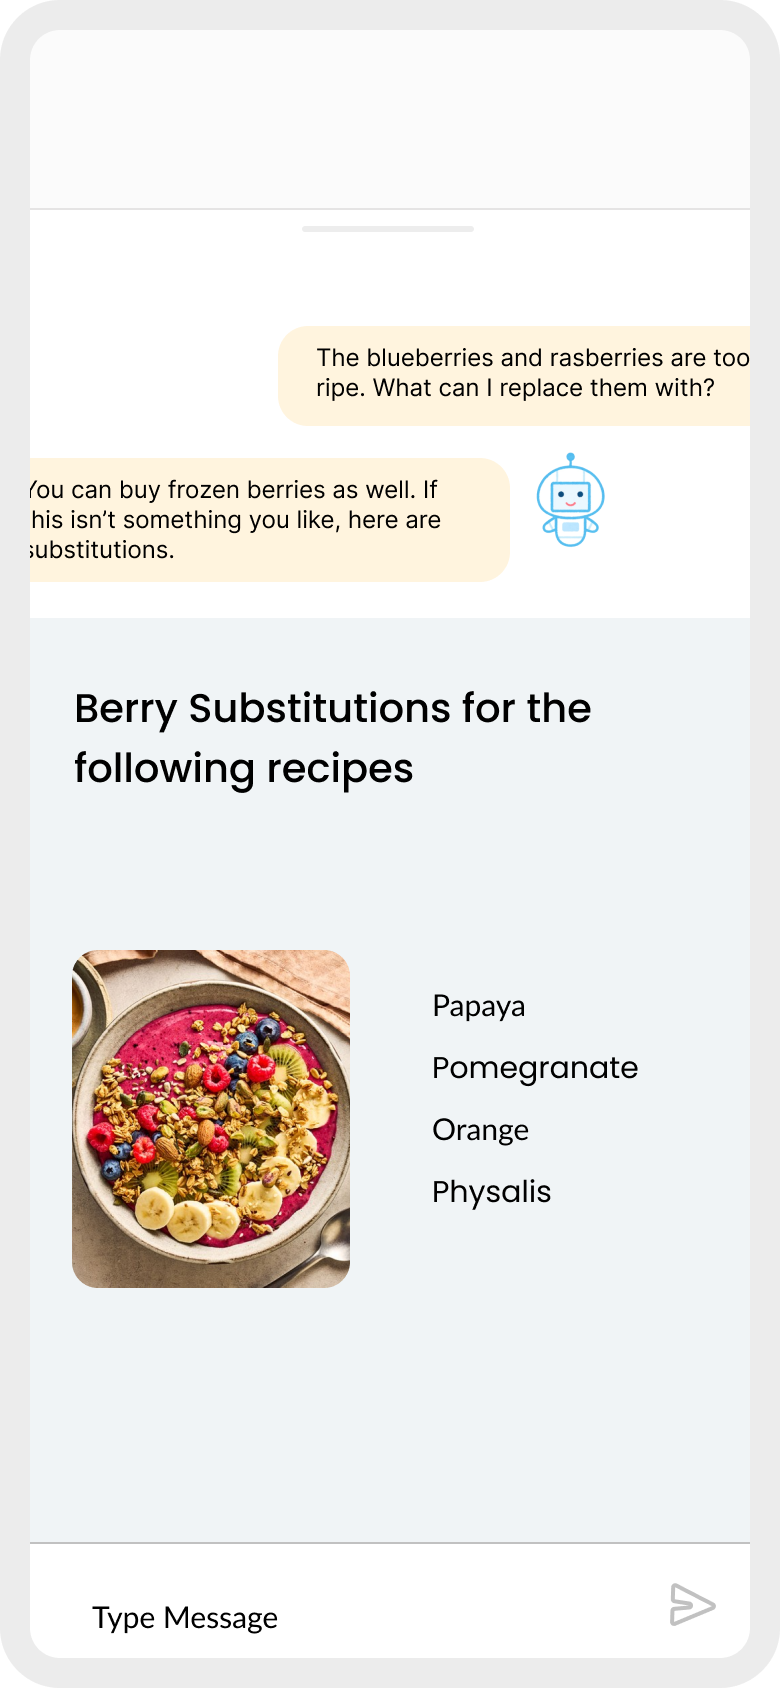 The blueberries and rasberries are too
ripe. What can I replace them with?
You can buy frozen berries as well. If
his isn’t something you like, here are
substitutions.
Berry Substitutions for the
following recipes
Papaya
Pomegranate
Orange
Physalis
Type Message